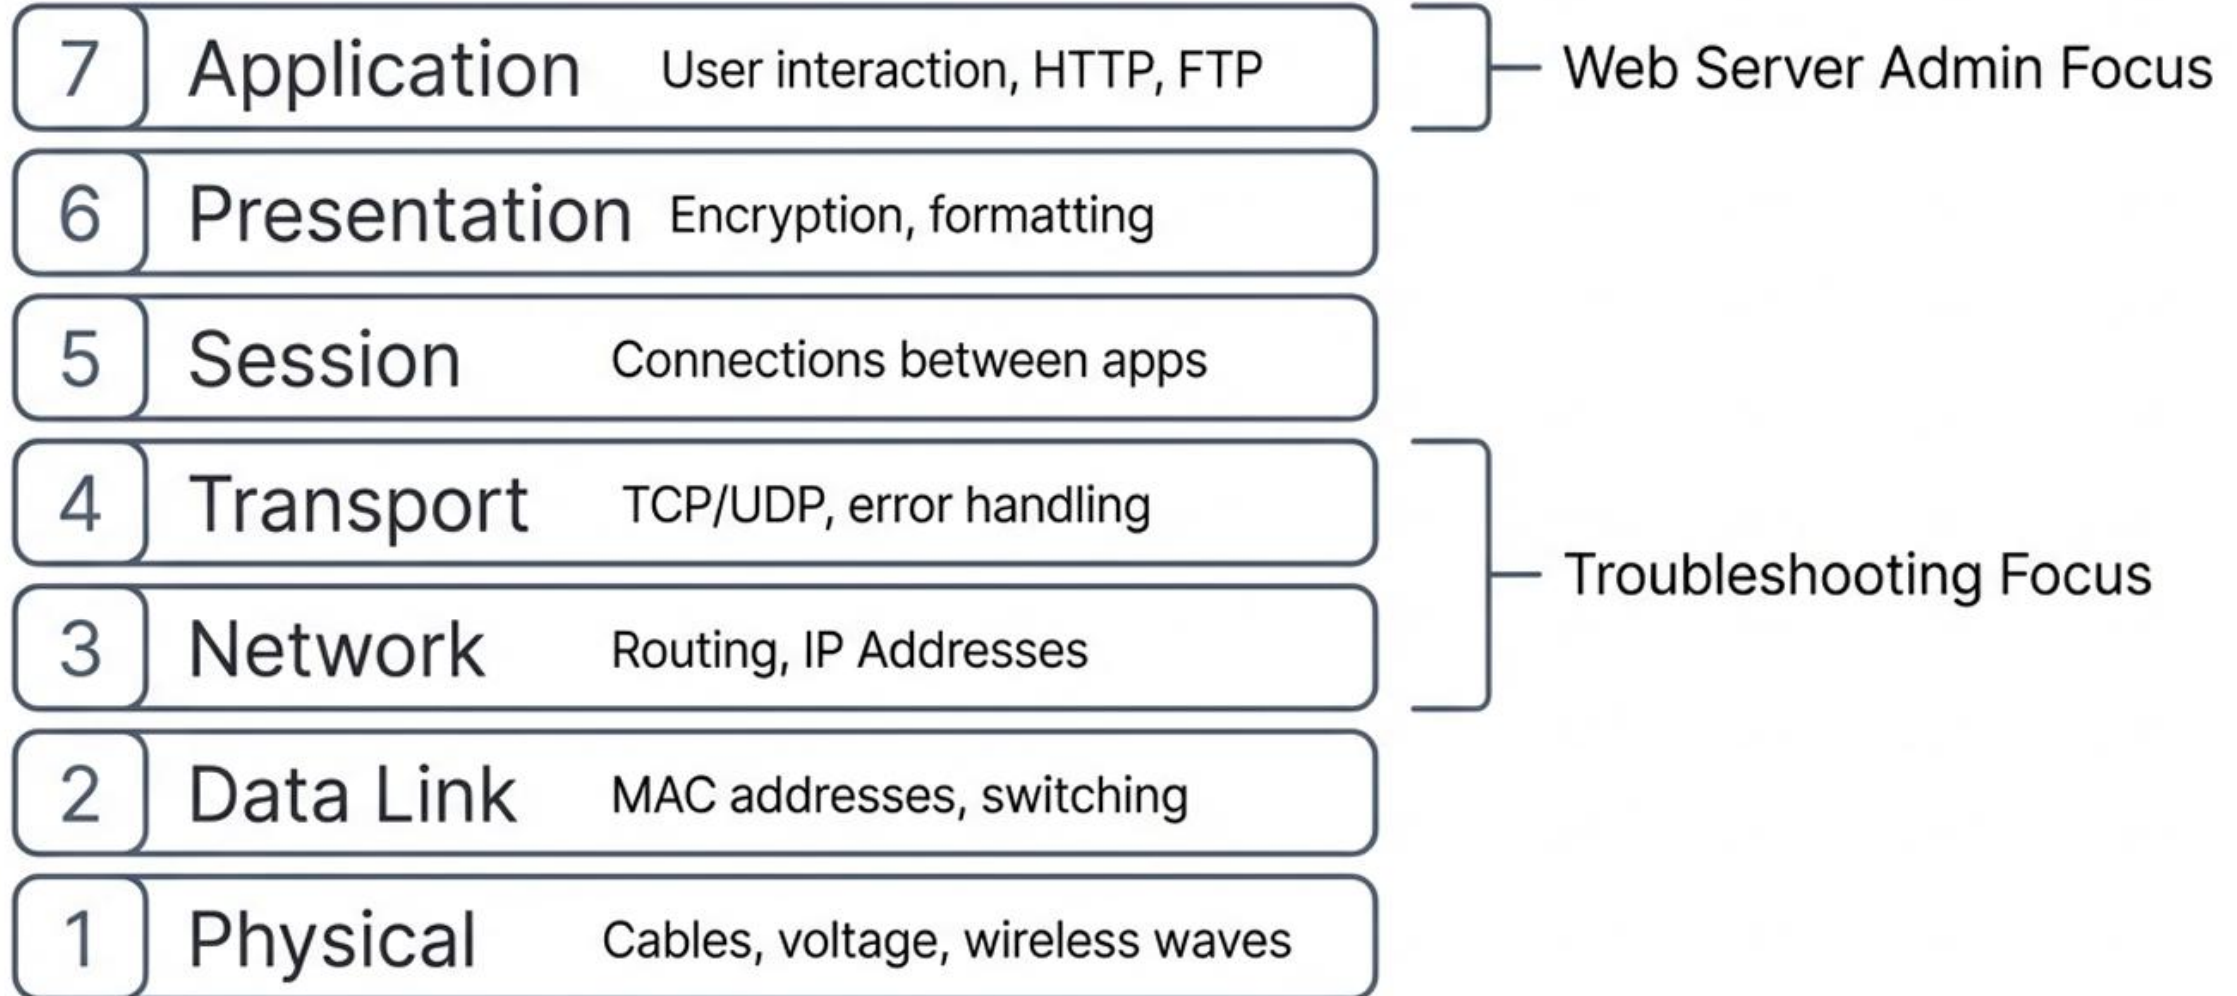 7 Application User interaction, HTTP, FTP Web Server Admin Focus
6 Presentation Encryption, formatting
5 Session Connections between apps
4 Transport TCP/UDP, error handling
Troubleshooting Focus
3 Network Routing, IP Addresses
2 Data Link MAC addresses, switching
1 Physical Cables, voltage, wireless waves